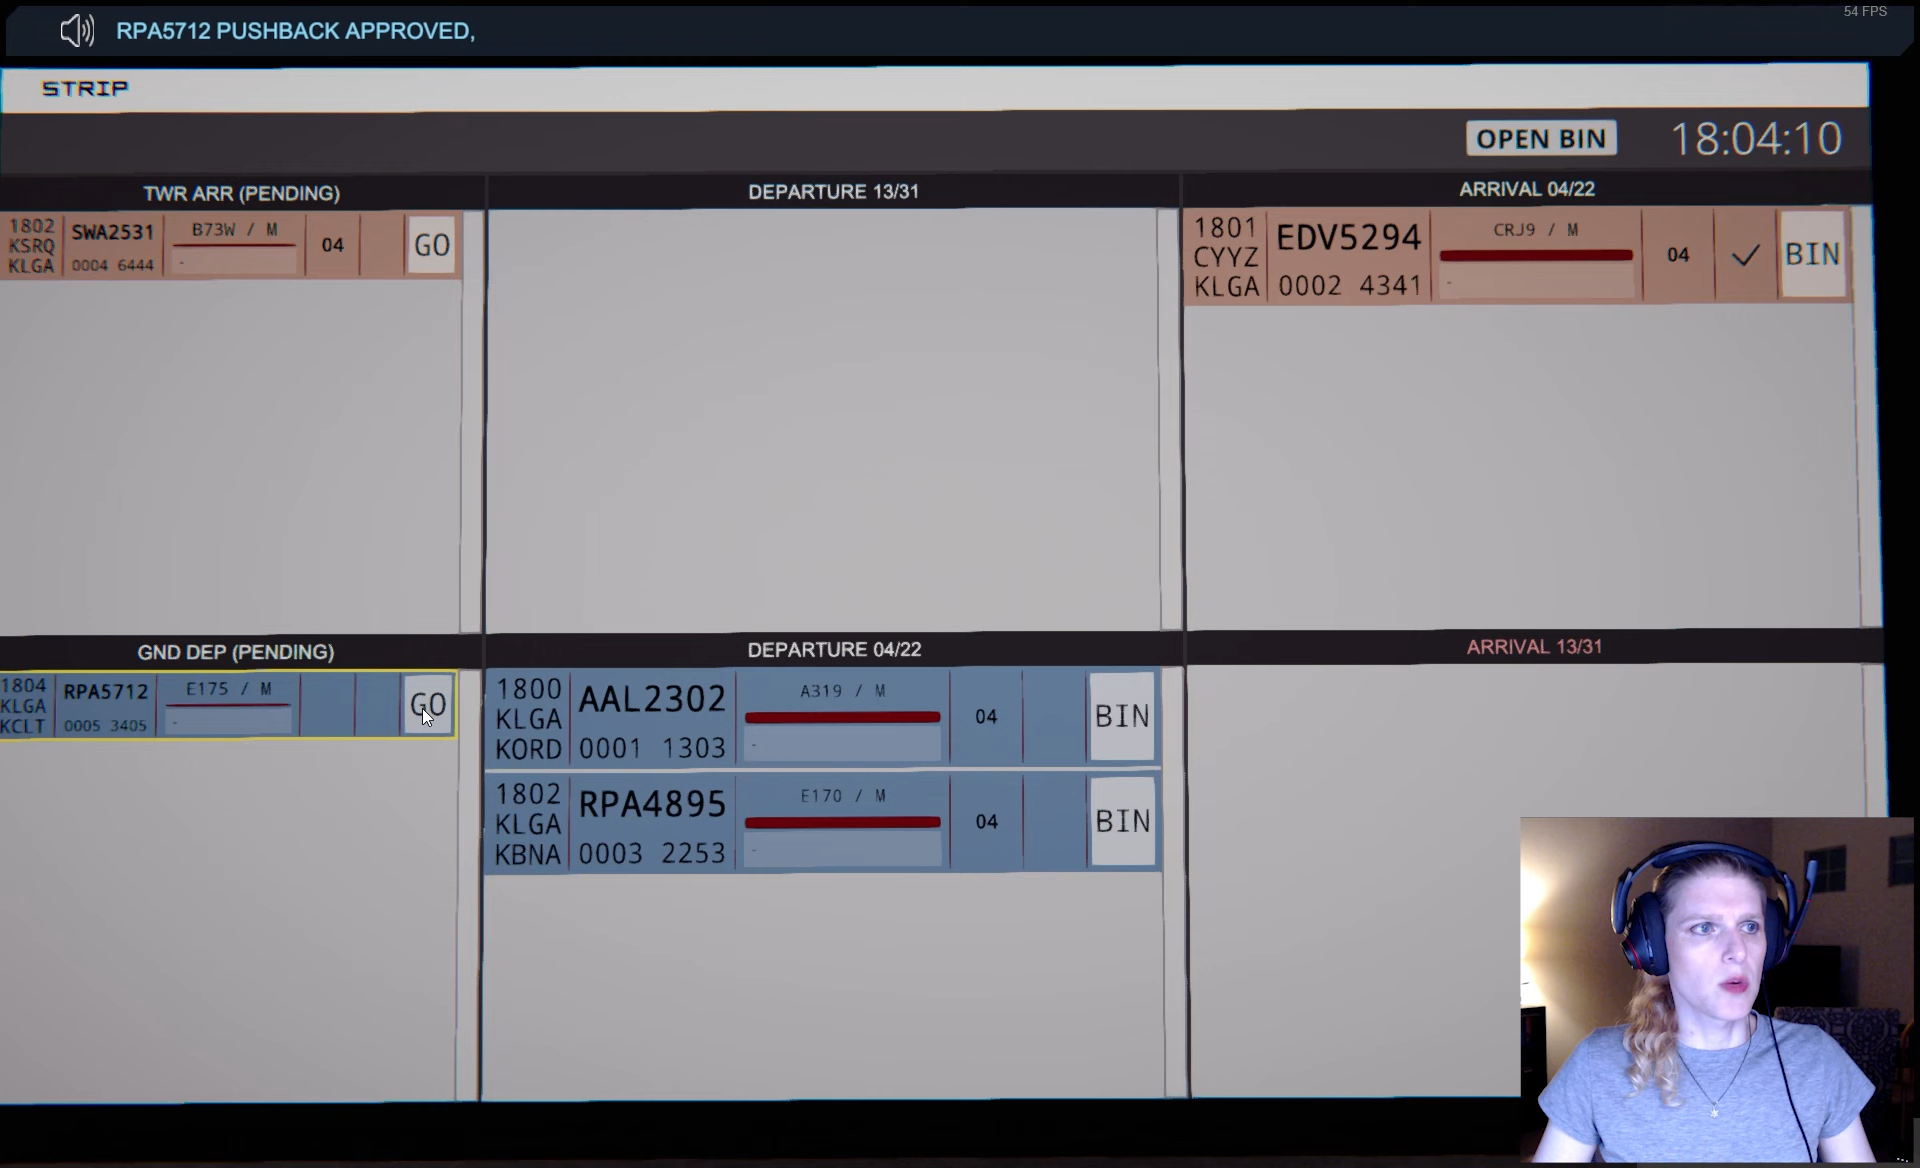 54 FPS
RPA5712 PUSHBACK APPROVED,
STRIP
OPEN BIN
18:04:10
TWR ARR (PENDING)
1802
KSRQ
KLGA
SWA2531
0004 6444
B73W / M
-
04
GO
DEPARTURE 13/31
ARRIVAL 04/22
1801
CYYZ
KLGA
EDV5294
0002 4341
CRJ9 / M
-
04
✓
BIN
GND DEP (PENDING)
1804
KLGA
KCLT
RPA5712
0005 3405
E175 / M
-
GO
DEPARTURE 04/22
1800
KLGA
KORD
AAL2302
0001 1303
A319 / M
-
04
BIN
1802
KLGA
KBNA
RPA4895
0003 2253
E170 / M
-
04
BIN
ARRIVAL 13/31